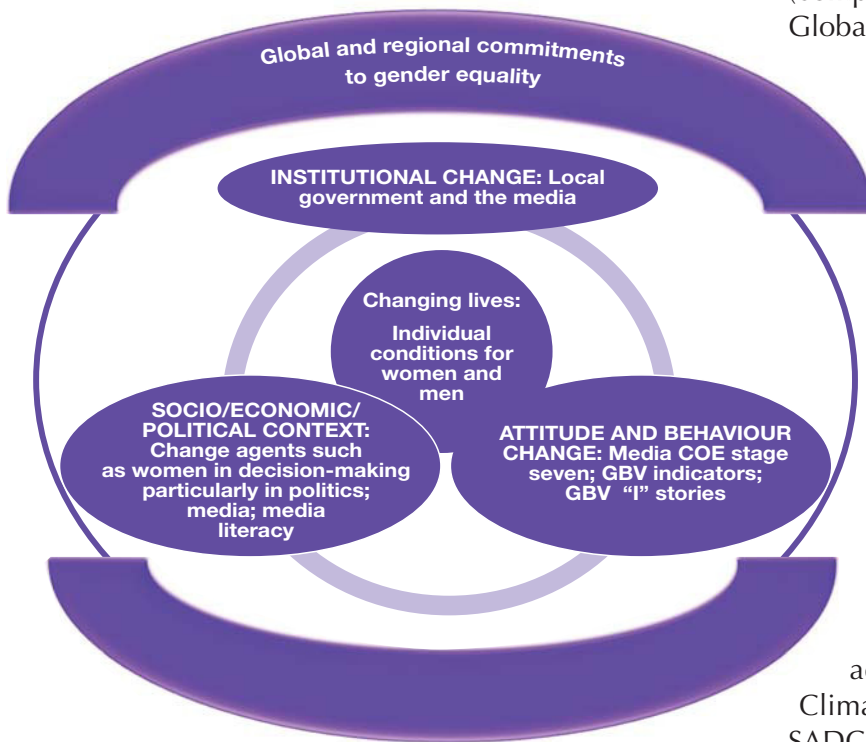 Global
Global and regional commitments
to gender equality
INSTITUTIONAL CHANGE: Local
government and the media
Changing lives:
Individual
conditions for
women and
men
SOCIO/ECONOMIC/
POLITICAL CONTEXT:
Change agents such
as women in decision-making
particularly in politics;
media; media
literacy
ATTITUDE AND BEHAVIOUR
CHANGE: Media COE stage
seven; GBV indicators;
GBV “I” stories
SADC